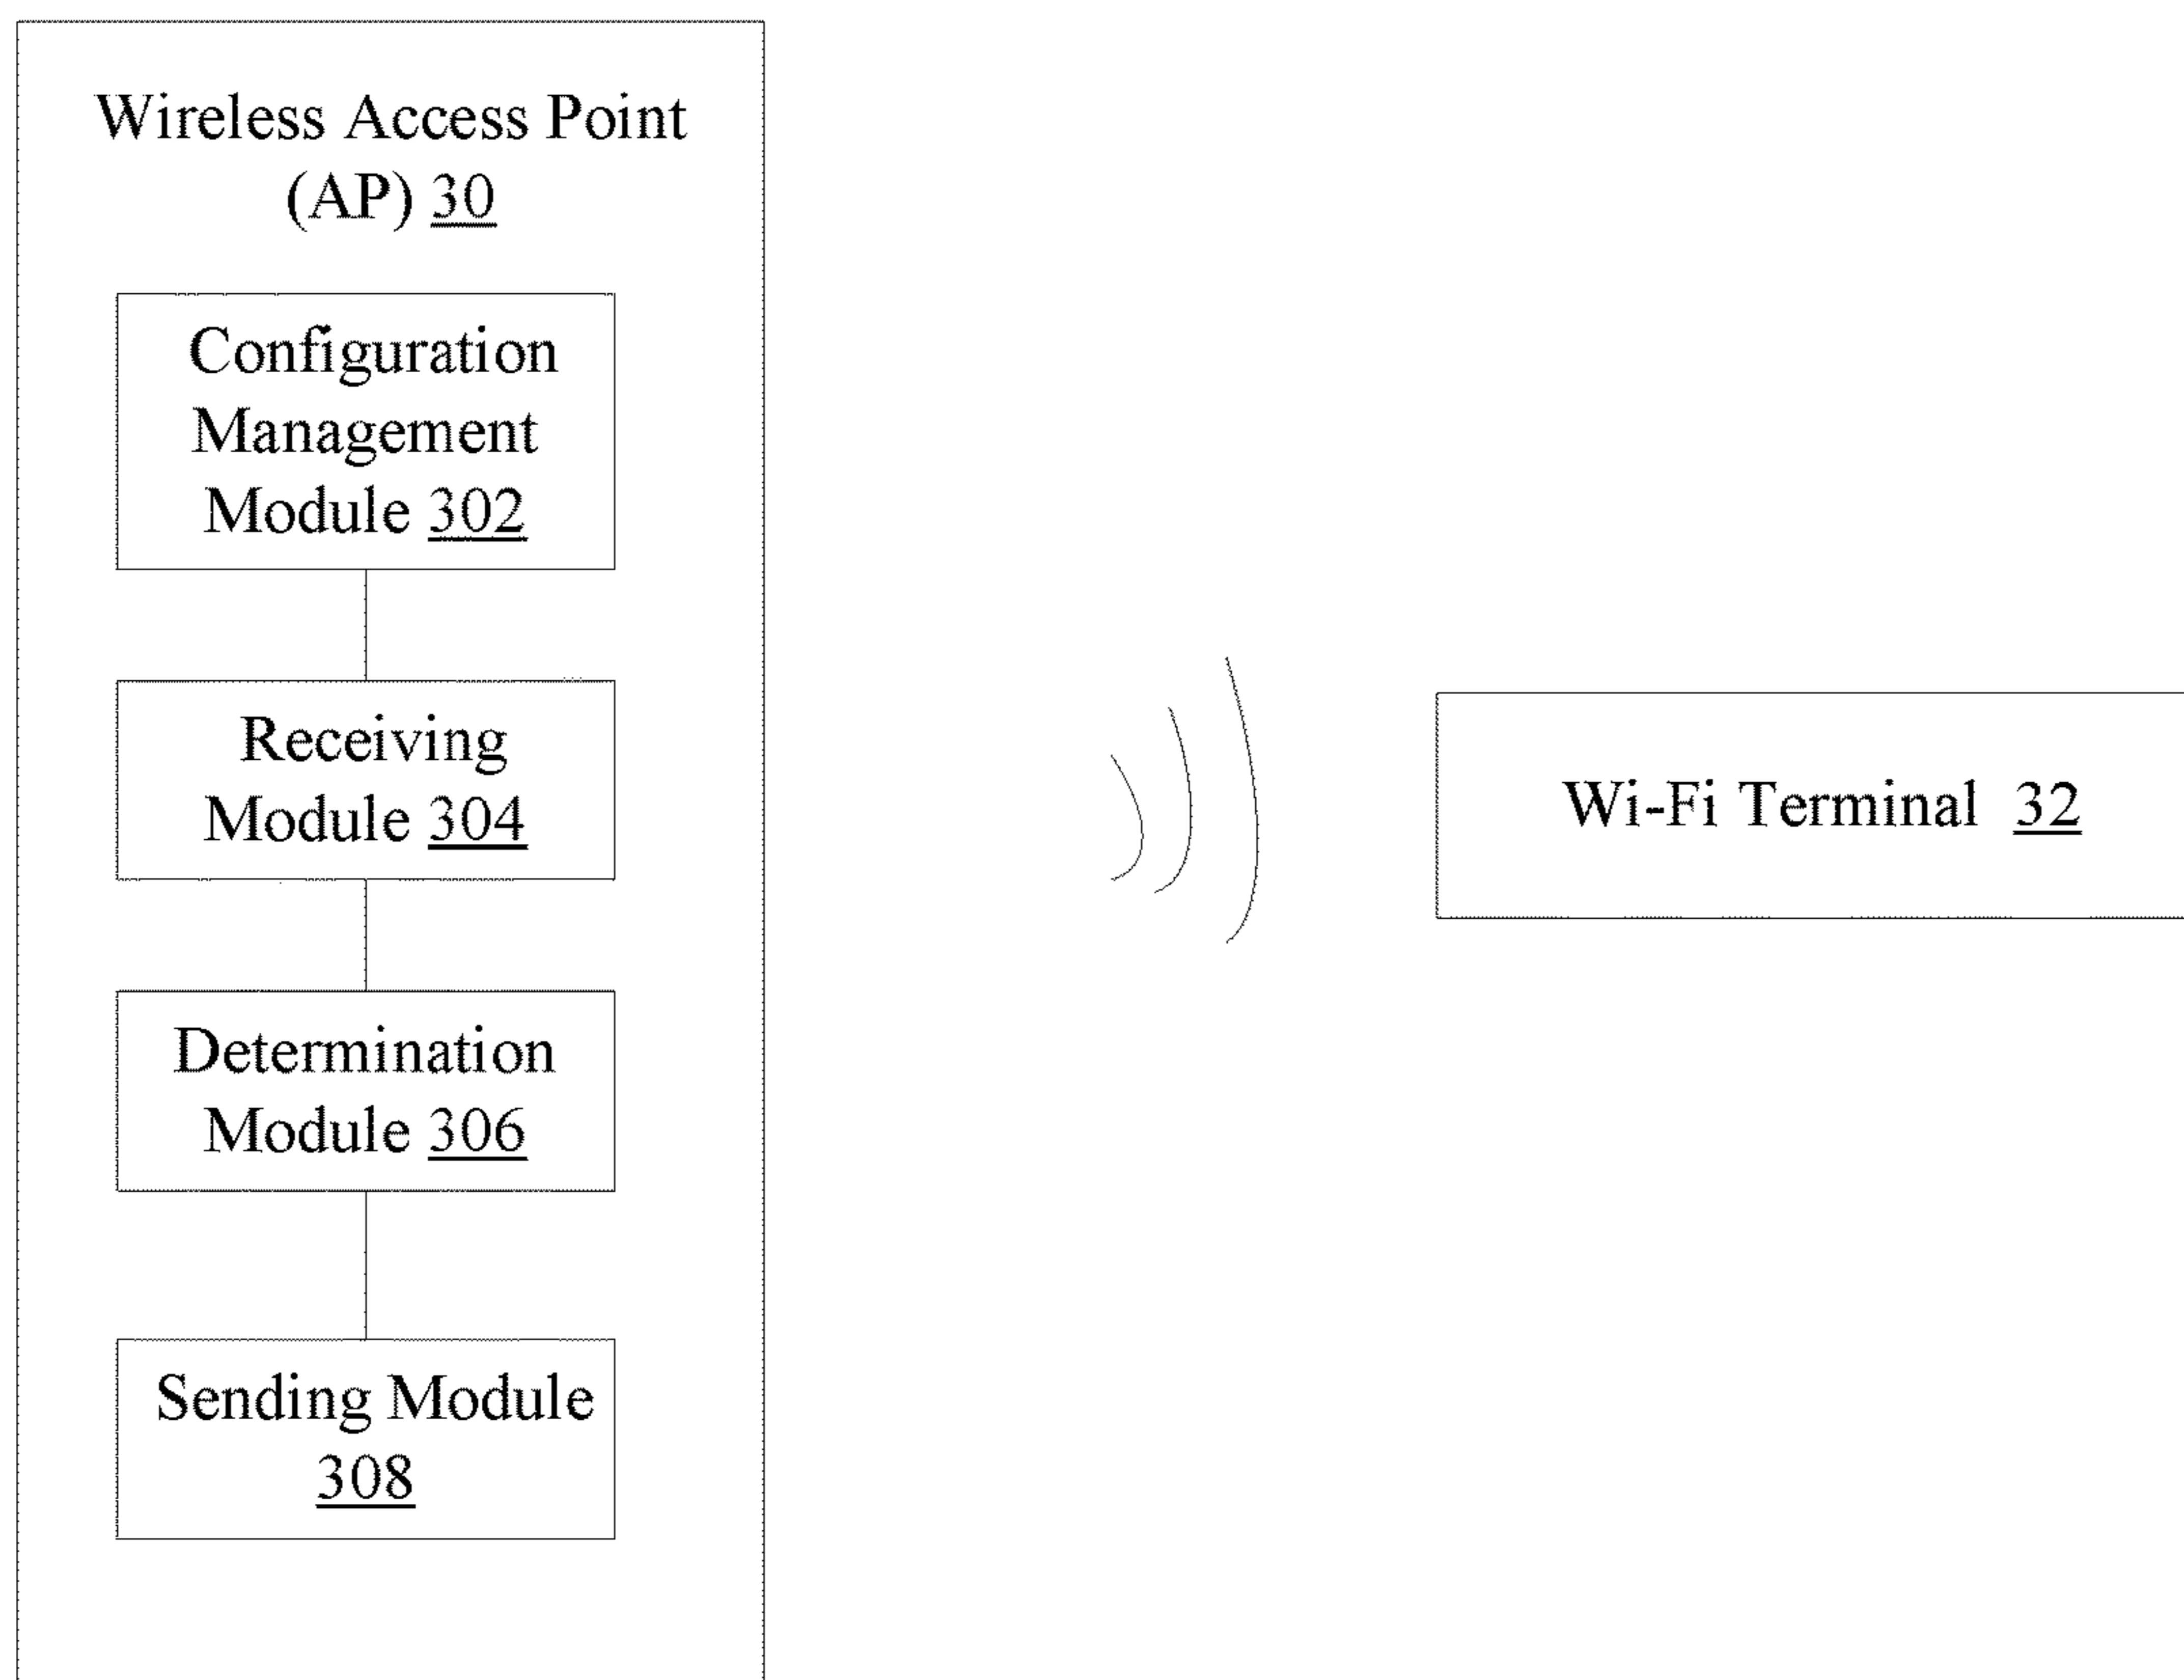 Wireless Access Point
(AP) 30
Configuration
Management
Module 302
Receiving
Module 304
Determination
Module 306
Sending Module
308
Wi-Fi Terminal 32